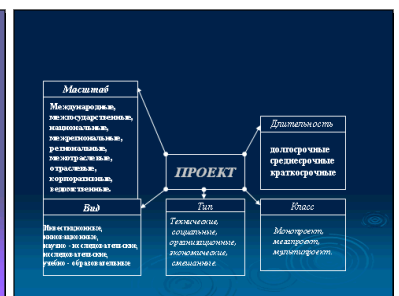 Масштаб
Международные,
межгосударственные,
национальные,
межрегиональные,
региональные,
межотраслевые,
отраслевые,
корпоративные,
ведомственные.
Длительность
долгосрочные
среднесрочные
краткосрочные
ПРОЕКТ
Вид
Инвестиционные,
инновационные,
научно - исследовательские,
исследовательские,
учебно - образовательные
Тип
Технические,
социальные,
организационные,
экономические,
смешанные.
Класс
Монопроект,
мегапроект,
мультипроект.